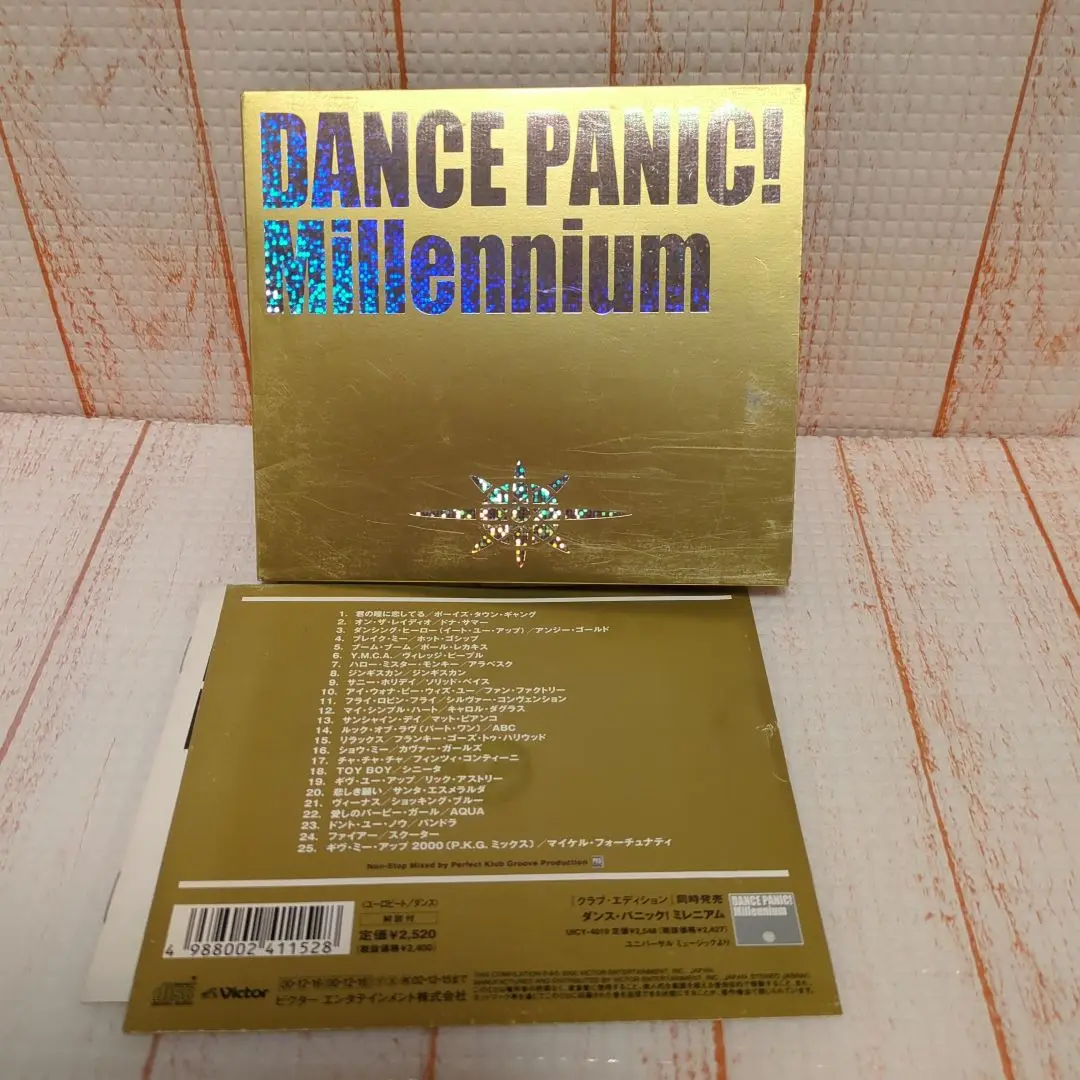 DANCE PANIC!
Millennium
1. 君の瞳に恋してる/ボーイズ・タウン・ギャング
2. オン・ザ・レイディオ/ドナ・サマー
3. ダンシング・ヒーロー(イート・ユー・アップ)/アンジー・ゴールド
4. ブレイク・ミー/ホット・ゴシップ
5. ブーム・ブーム/ポール・レカキス
6. Y.M.C.A./ヴィレッジ・ピープル
7. ハロー・ミスター・モンキー/アラベスク
8. ジンギスカン/ジンギスカン
9. サニー・ホリデイ/ソリッド・ベイス
10. アイ・ウォナ・ビー・ウィズ・ユー/ファン・ファクトリー
11. フライ・ロビン・フライ/シルヴァー・コンヴェンション
12. マイ・シンプル・ハート/キャロル・ダグラス
13. サンシャイン・デイ/マット・ビアンコ
14. ルック・オブ・ラヴ(パート・ワン)/ABC
15. リラックス/フランキー・ゴーズ・トゥ・ハリウッド
16. ショウ・ミー/カヴァー・ガールズ
17. チャ・チャ・チャ/フィンツィ・コンティーニ
18. TOY BOY/シニータ
19. ギヴ・ユー・アップ/リック・アストリー
20. 悲しき願い/サンタ・エスメラルダ
21. ヴィーナス/ショッキング・ブルー
22. 愛しのバービー・ガール/AQUA
23. ドント・ユー・ノウ/パンドラ
24. ファイアー/スクーター
25. ギヴ・ミー・アップ 2000(P.K.G.ミックス)/マイケル・フォーチュナティ
Non-Stop Mixed by Perfect Klub Groove Production
(ユーロビート/ダンス)
解説付
定価¥2,520
(税抜価格¥2,400)
4 988002 411528
[クラブ・エディション]同時発売
ダンス・パニック!ミレニアム
UICY-4019 定価¥2,548(税抜価格¥2,427)
ユニバーサル ミュージックより
DANCE PANIC!
Millennium
Victor
ビクター エンタテインメント株式会社